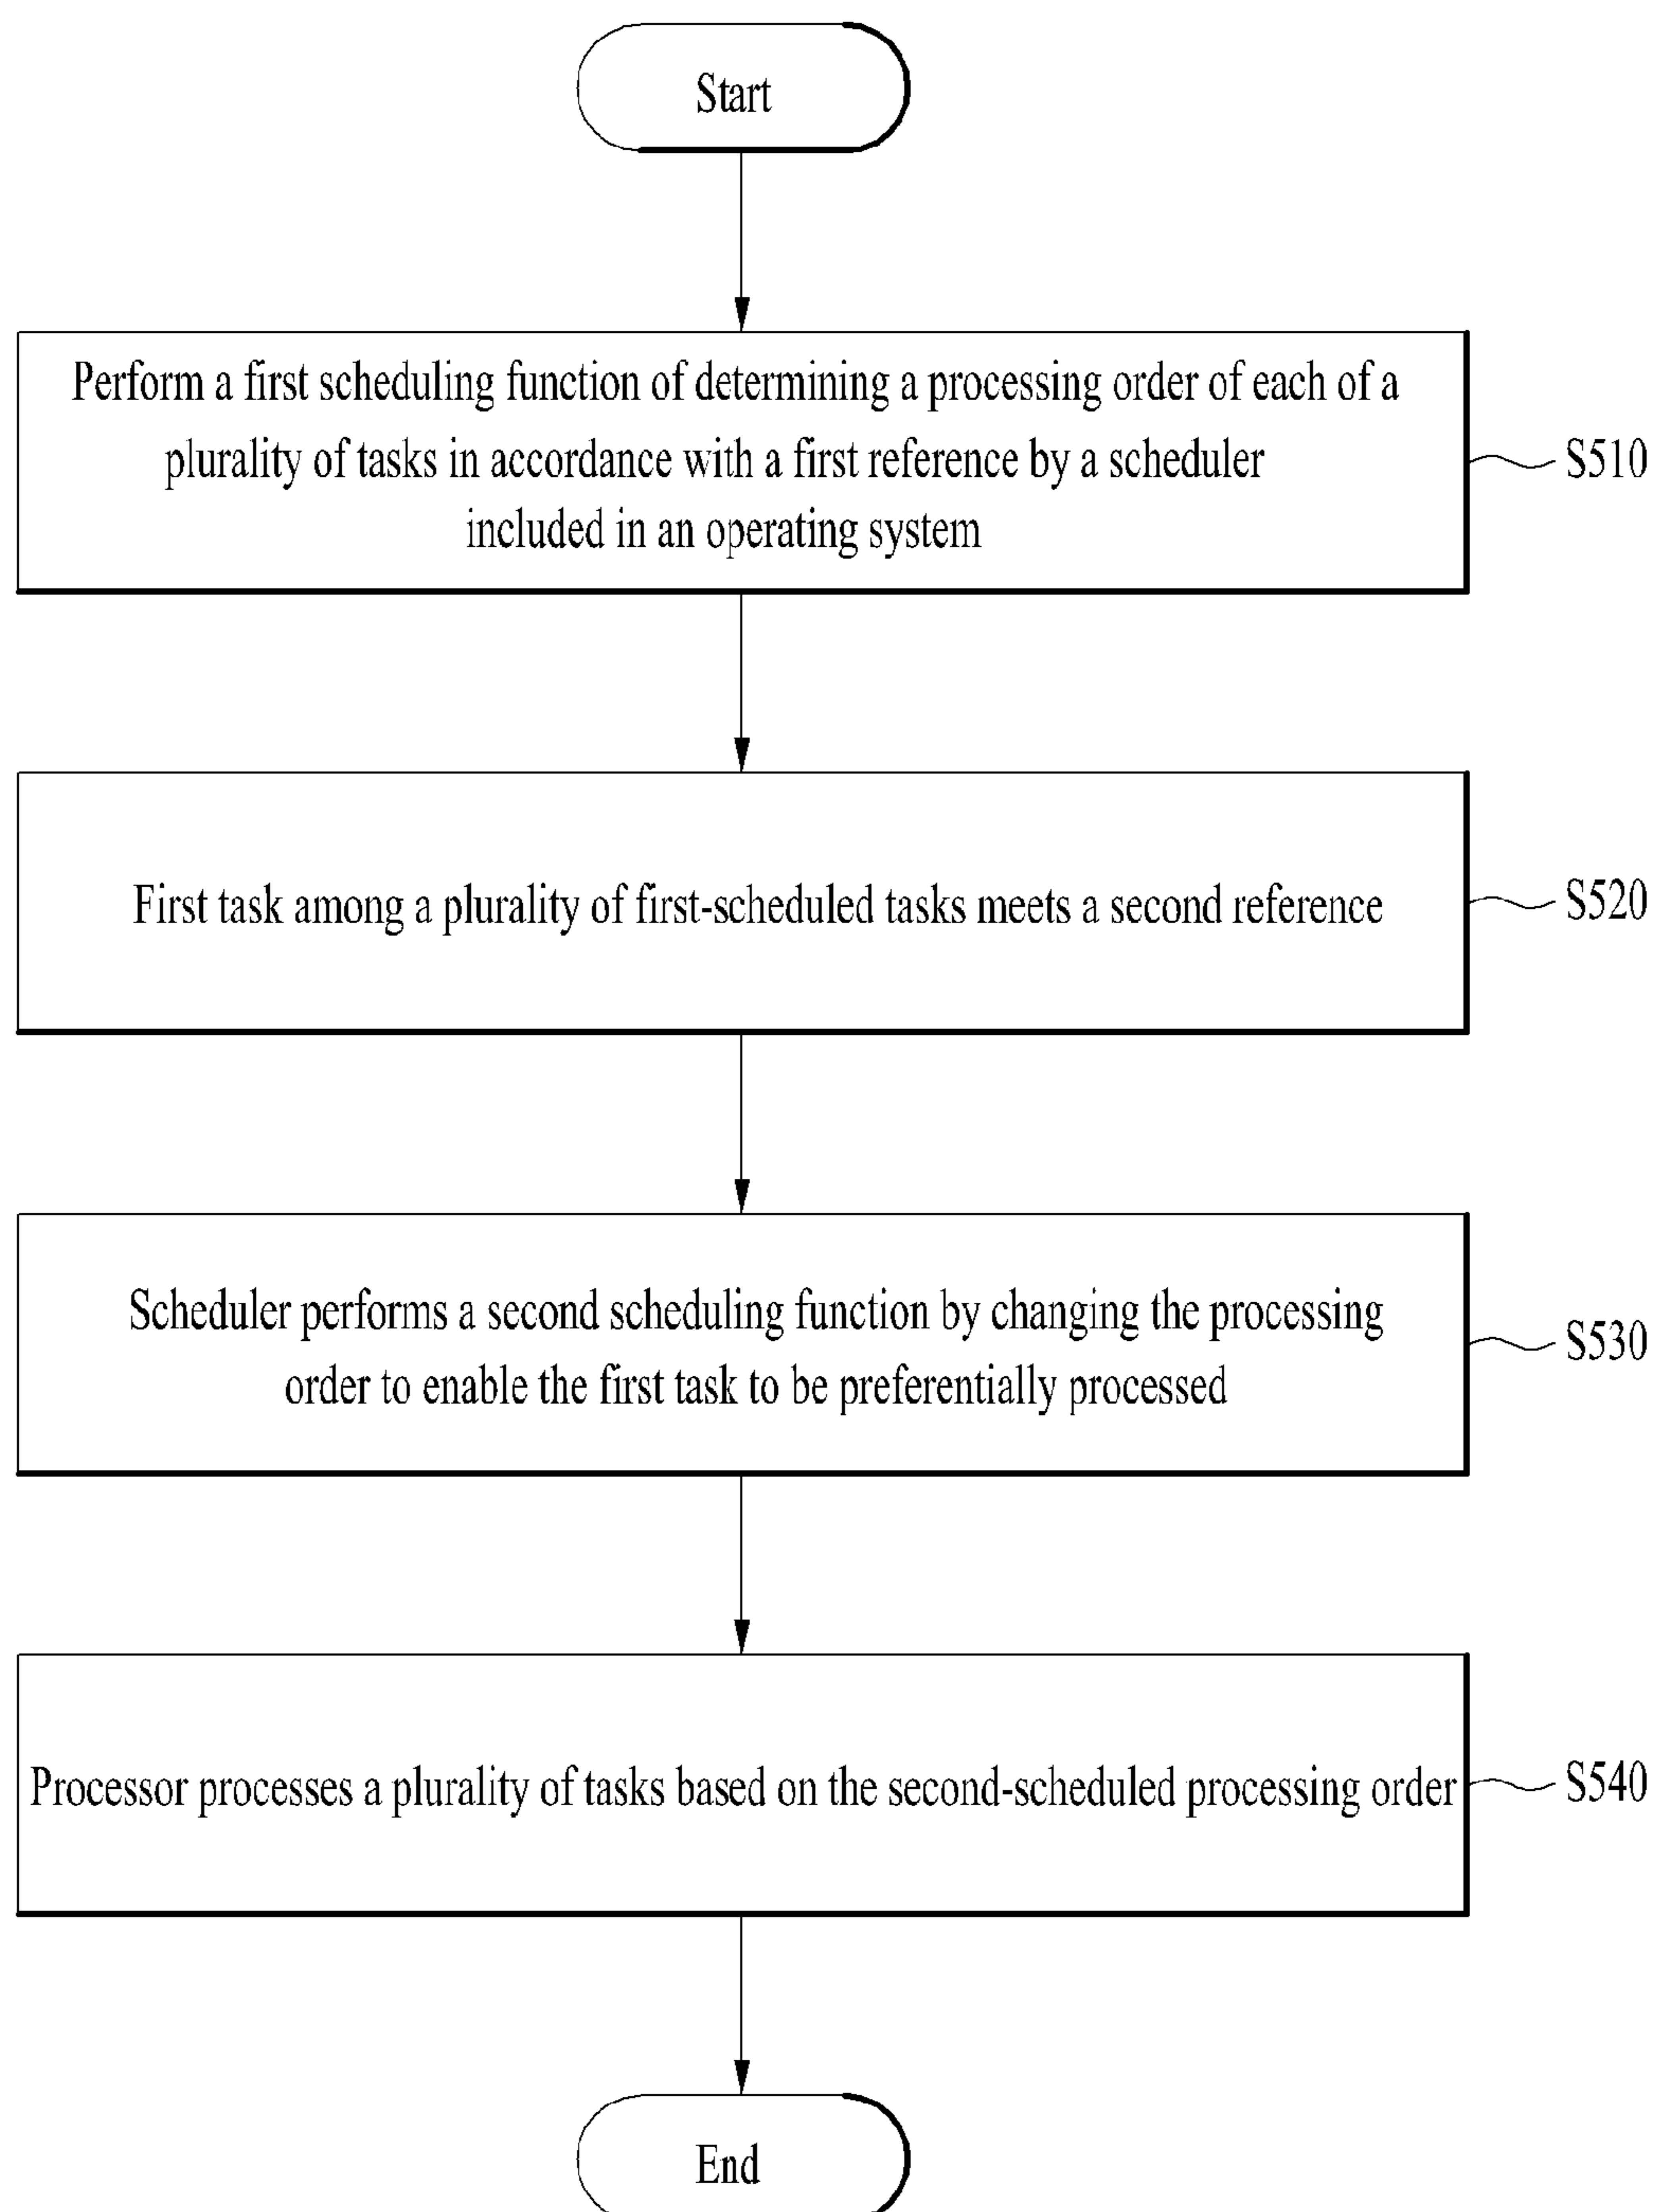 Start
Perform a first scheduling function of determining a processing order of each of a
plurality of tasks in accordance with a first reference by a scheduler
included in an operating system
S510
First task among a plurality of first-scheduled tasks meets a second reference
S520
Scheduler performs a second scheduling function by changing the processing
order to enable the first task to be preferentially processed
S530
Processor processes a plurality of tasks based on the second-scheduled processing order
S540
End